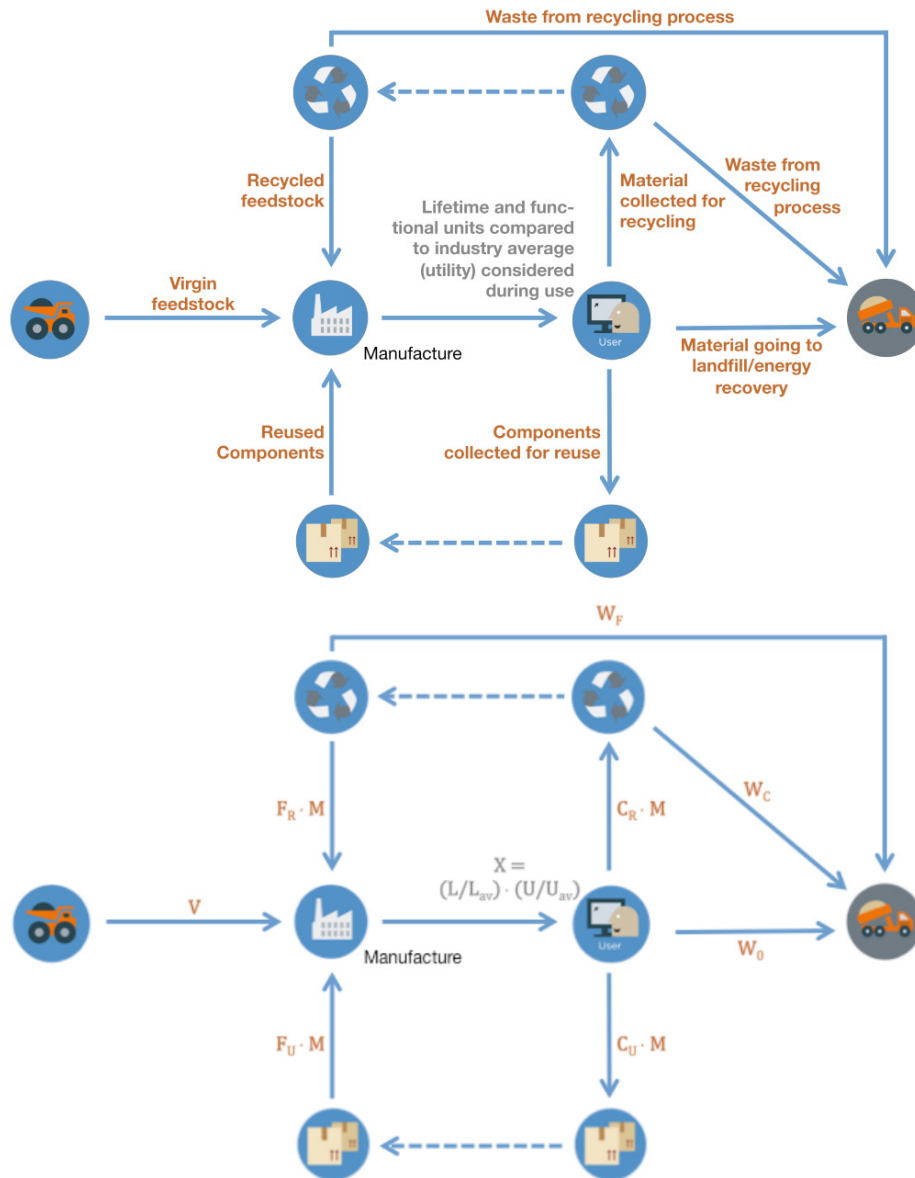 Waste from recycling process
Recycled
feedstock
Lifetime and func-
tional units compared
to industry average
(utility) considered
during use
Material
collected for
recycling
Waste from
recycling
process
Virgin
feedstock
Manufacture
User
Material going to
landfill/energy
recovery
Reused
Components
Components
collected for reuse
W_F
F_R · M
C_R · M
W_C
X =
(L/L_av) · (U/U_av)
V
Manufacture
User
W_0
F_U · M
C_U · M